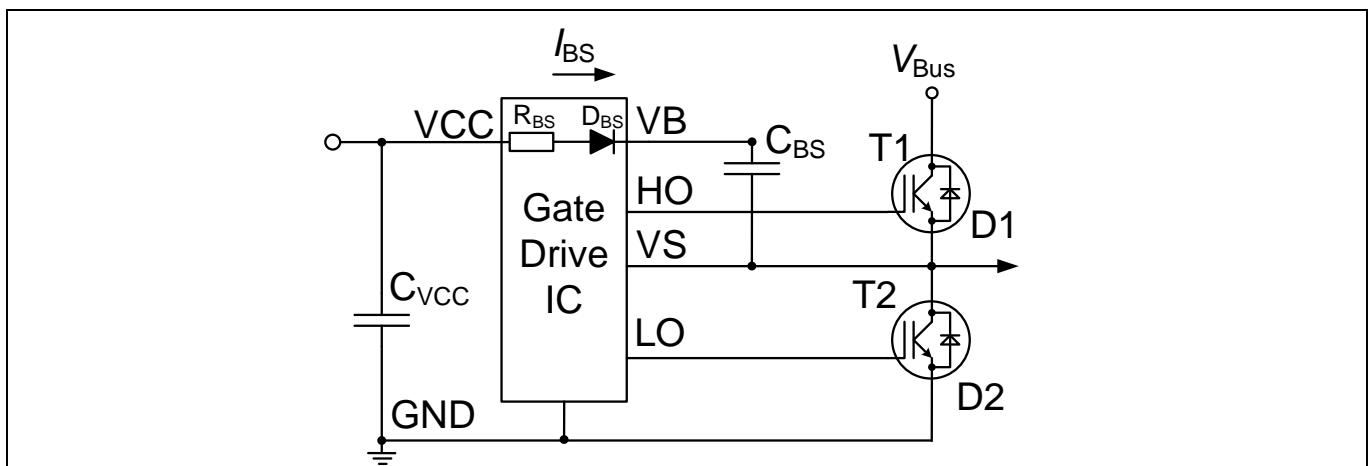 I_BS
V_Bus
VCC
R_BS
D_BS
VB
C_BS
T1
HO
Gate
Drive
IC
D1
VS
C_VCC
T2
LO
D2
GND